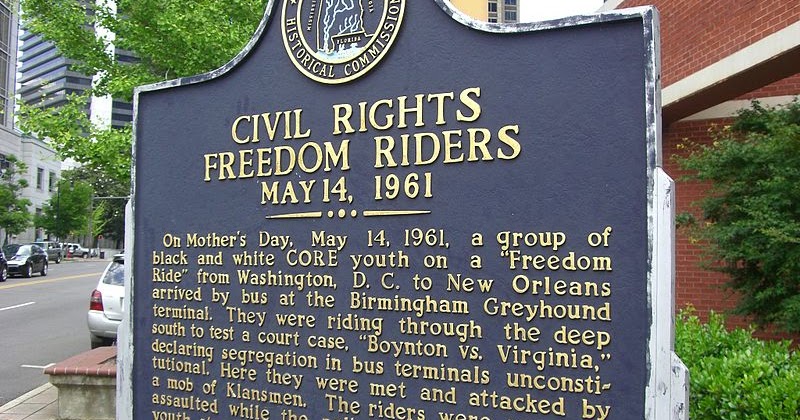 HISTORICAL COMMISSION
FLORIDA
CIVIL RIGHTS
FREEDOM RIDERS
MAY 14, 1961
On Mother's Day, May 14, 1961, a group of
black and white CORE youth on a "Freedom
Ride" from Washington, D. C. to New Orleans
arrived by bus at the Birmingham Greyhound
terminal. They were riding through the deep
south to test a court case, "Boynton vs. Virginia,"
declaring segregation in bus terminals unconsti-
tutional. Here they were met and attacked by
a mob of Klansmen. The riders were
assaulted while the
youth